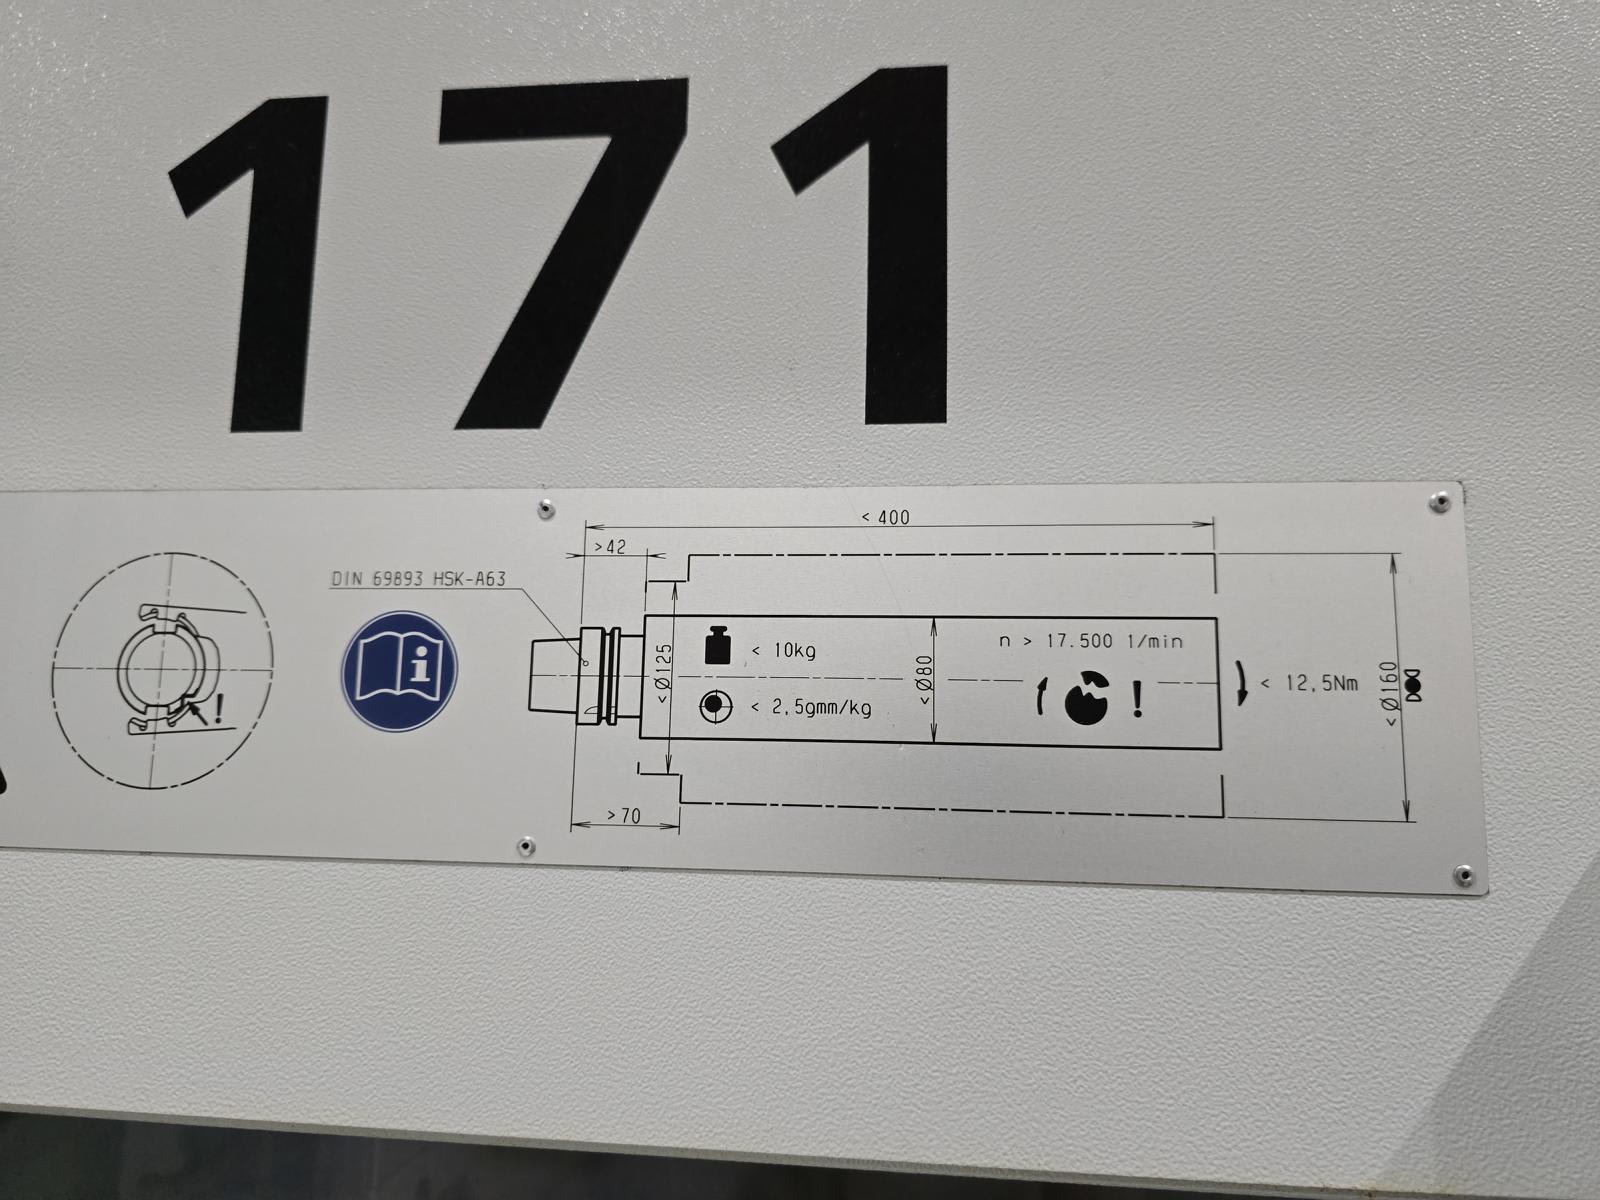 171
< 400
>42
DIN 69893 HSK-A63
i
< 10kg
< 2,5gmm/kg
<Ø125
<Ø80
n > 17.500 1/min
!
< 12,5Nm
<Ø160
!
>70